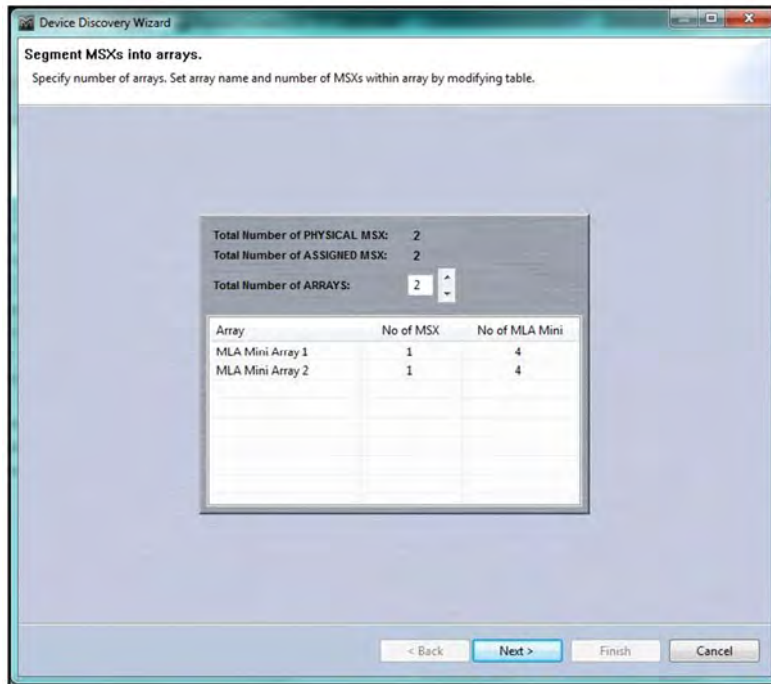 Device Discovery Wizard
Segment MSXs into arrays.
Specify number of arrays. Set array name and number of MSXs within array by modifying table.
Total Number of PHYSICAL MSX: 2
Total Number of ASSIGNED MSX: 2
Total Number of ARRAYS: 2
Array No of MSX No of MLA Mini
MLA Mini Array 1 1 4
MLA Mini Array 2 1 4
< Back Next > Finish Cancel